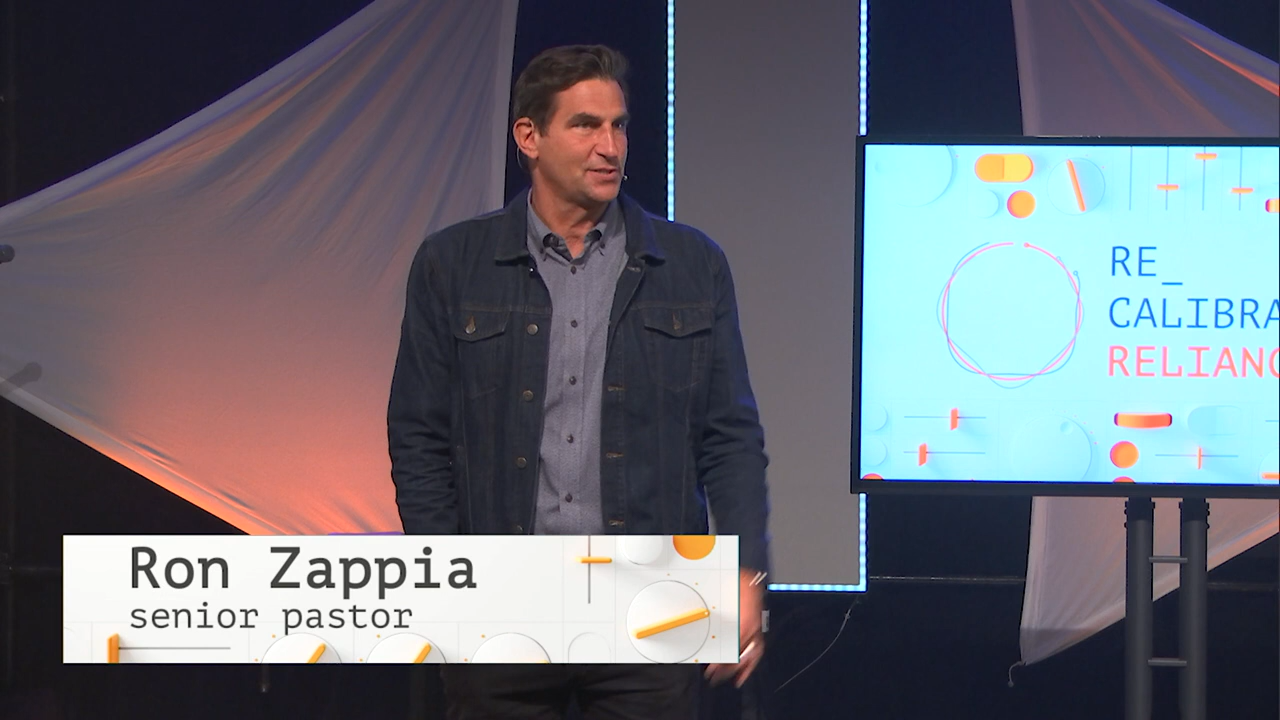 RE_
CALIBRA
RELIANC
Ron Zappia
senior pastor